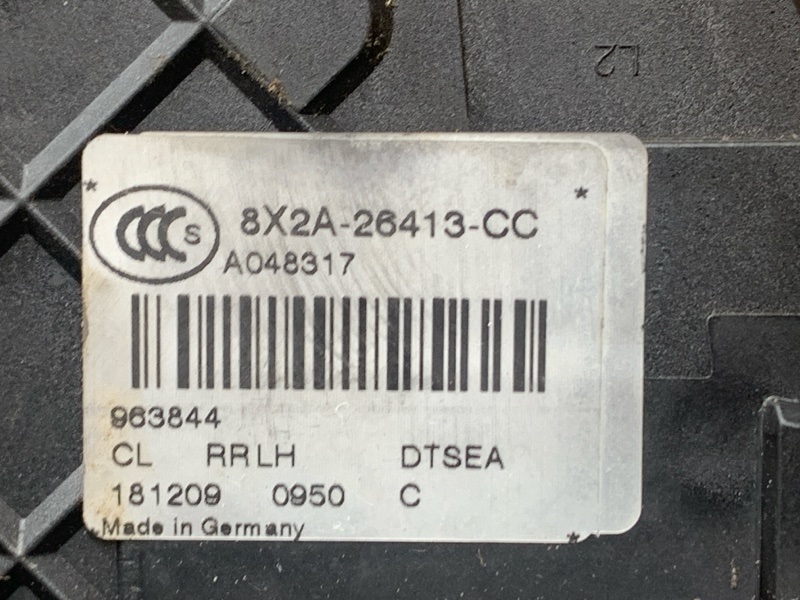 L2
CCC S
8X2A-26413-CC
A048317
963844
CL RR LH DTSEA
181209 0950 C
Made in Germany